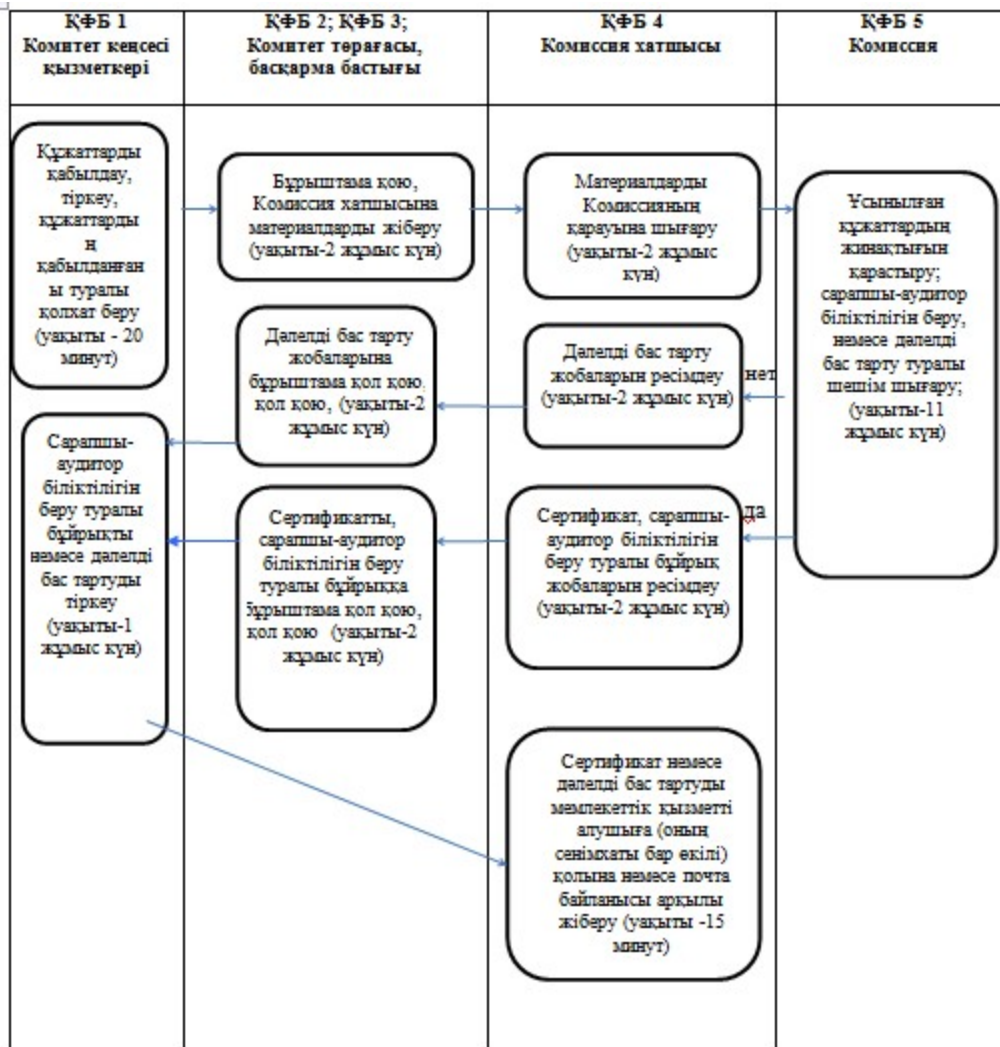 ҚФБ 1
Комитет кеңсесі
қызметкері
ҚФБ 2; ҚФБ 3;
Комитет төрағасы,
басқарма бастығы
ҚФБ 4
Комиссия хатшысы
ҚФБ 5
Комиссия
Құжаттарды
қабылдау,
тіркеу,
құжаттарды
ң
қабылданған
ы туралы
қолхат беру
(уақыты - 20
минут)
Бұрыштама қою,
Комиссия хатшысына
материалдарды жіберу
(уақыты-2 жұмыс күн)
Материалдарды
Комиссияның
қарауына шығару
(уақыты-2 жұмыс
күн)
Ұсынылған
құжаттардың
жинақтығын
қарастыру;
сарапшы-аудитор
біліктілігін беру,
немесе дәлелді
бас тарту туралы
шешім шығару;
(уақыты-11
жұмыс күн)
Дәлелді бас тарту
жобаларына
бұрыштама қол қою,
қол қою, (уақыты-2
жұмыс күн)
Дәлелді бас тарту
жобаларын ресімдеу
(уақыты-2 жұмыс күн)
нет
Сарапшы-
аудитор
біліктілігін
беру туралы
бұйрықты
немесе дәлелді
бас тартуды
тіркеу
(уақыты-1
жұмыс күн)
Сертификатты,
сарапшы-аудитор
біліктілігін беру
туралы бұйрыққа
бұрыштама қол қою,
қол қою (уақыты-2
жұмыс күн)
Сертификат, сарапшы-
аудитор біліктілігін
беру туралы бұйрық
жобаларын ресімдеу
(уақыты-2 жұмыс күн)
да
Сертификат немесе
дәлелді бас тартуды
мемлекеттік қызметті
алушыға (оның
сенімхаты бар өкілі)
қолына немесе почта
байланысы арқылы
жіберу (уақыты -15
минут)